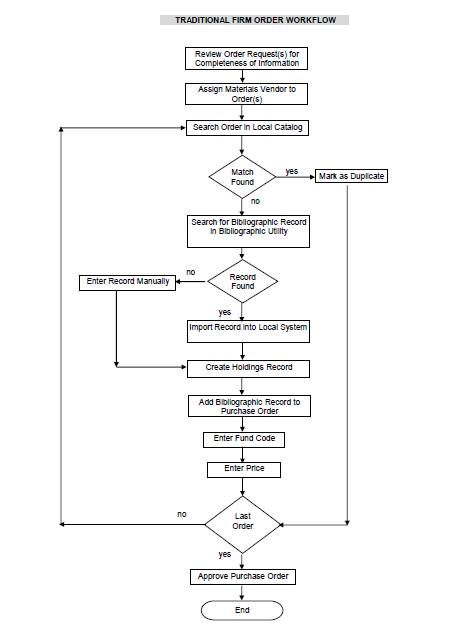 TRADITIONAL FIRM ORDER WORKFLOW
Review Order Request(s) for
Completeness of Information
Assign Materials Vendor to
Order(s)
Search Order in Local Catalog
Match
Found
yes
Mark as Duplicate
no
Search for Bibliographic Record
in Bibliographic Utility
Record
Found
no
Enter Record Manually
yes
Import Record into Local System
Create Holdings Record
Add Bibliographic Record to
Purchase Order
Enter Fund Code
Enter Price
Last
Order
no
yes
Approve Purchase Order
End